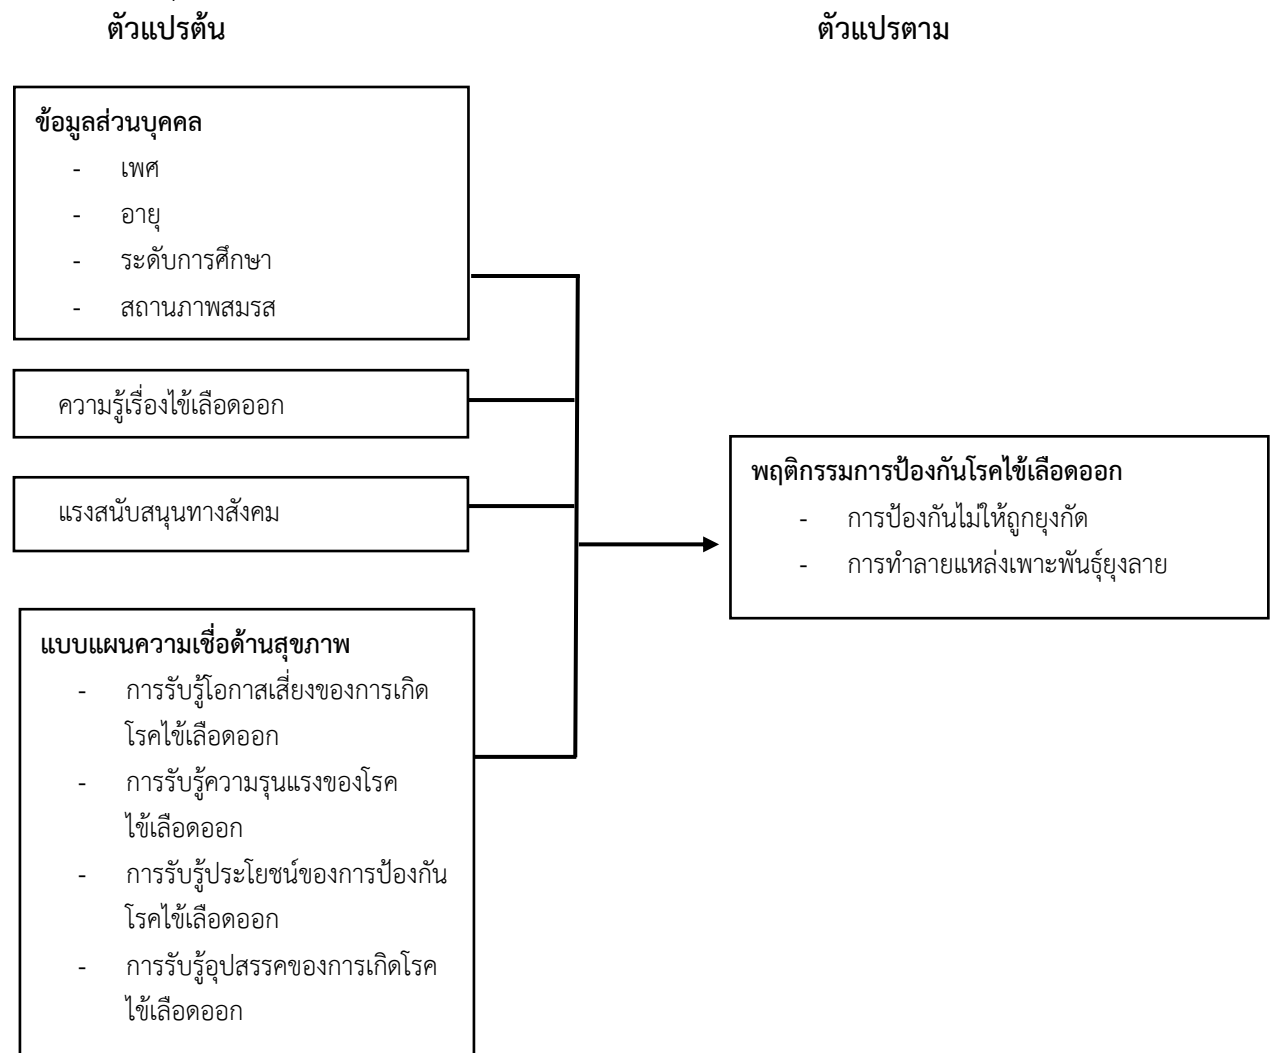 ตัวแปรต้น
ตัวแปรตาม
ข้อมูลส่วนบุคคล
- เพศ
- อายุ
- ระดับการศึกษา
- สถานภาพสมรส
ความรู้เรื่องไข้เลือดออก
แรงสนับสนุนทางสังคม
แบบแผนความเชื่อด้านสุขภาพ
- การรับรู้โอกาสเสี่ยงของการเกิด
โรคไข้เลือดออก
- การรับรู้ความรุนแรงของโรค
ไข้เลือดออก
- การรับรู้ประโยชน์ของการป้องกัน
โรคไข้เลือดออก
- การรับรู้อุปสรรคของการเกิดโรค
ไข้เลือดออก
พฤติกรรมการป้องกันโรคไข้เลือดออก
- การป้องกันไม่ให้ถูกยุงกัด
- การทำลายแหล่งเพาะพันธุ์ยุงลาย